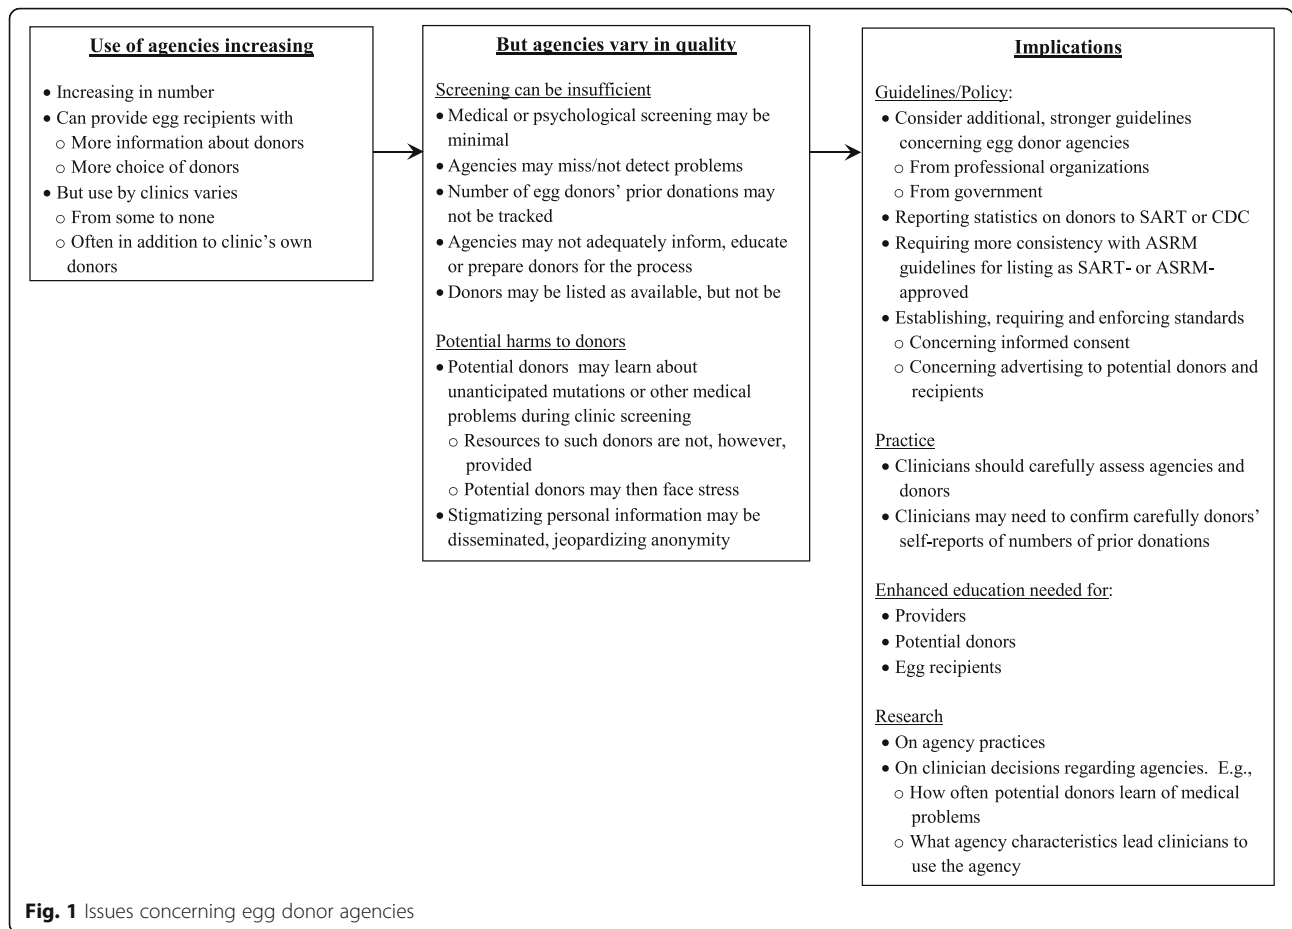 Use of agencies increasing
• Increasing in number
• Can provide egg recipients with
o More information about donors
o More choice of donors
• But use by clinics varies
o From some to none
o Often in addition to clinic's own
donors
But agencies vary in quality
Screening can be insufficient
• Medical or psychological screening may be
minimal
• Agencies may miss/not detect problems
• Number of egg donors' prior donations may
not be tracked
• Agencies may not adequately inform, educate
or prepare donors for the process
• Donors may be listed as available, but not be
Potential harms to donors
• Potential donors may learn about
unanticipated mutations or other medical
problems during clinic screening
o Resources to such donors are not, however,
provided
o Potential donors may then face stress
• Stigmatizing personal information may be
disseminated, jeopardizing anonymity
Implications
Guidelines/Policy:
• Consider additional, stronger guidelines
concerning egg donor agencies
o From professional organizations
o From government
• Reporting statistics on donors to SART or CDC
• Requiring more consistency with ASRM
guidelines for listing as SART- or ASRM-
approved
• Establishing, requiring and enforcing standards
o Concerning informed consent
o Concerning advertising to potential donors and
recipients
Practice
• Clinicians should carefully assess agencies and
donors
• Clinicians may need to confirm carefully donors'
self-reports of numbers of prior donations
Enhanced education needed for:
• Providers
• Potential donors
• Egg recipients
Research
• On agency practices
• On clinician decisions regarding agencies. E.g.,
o How often potential donors learn of medical
problems
o What agency characteristics lead clinicians to
use the agency
Fig. 1 Issues concerning egg donor agencies